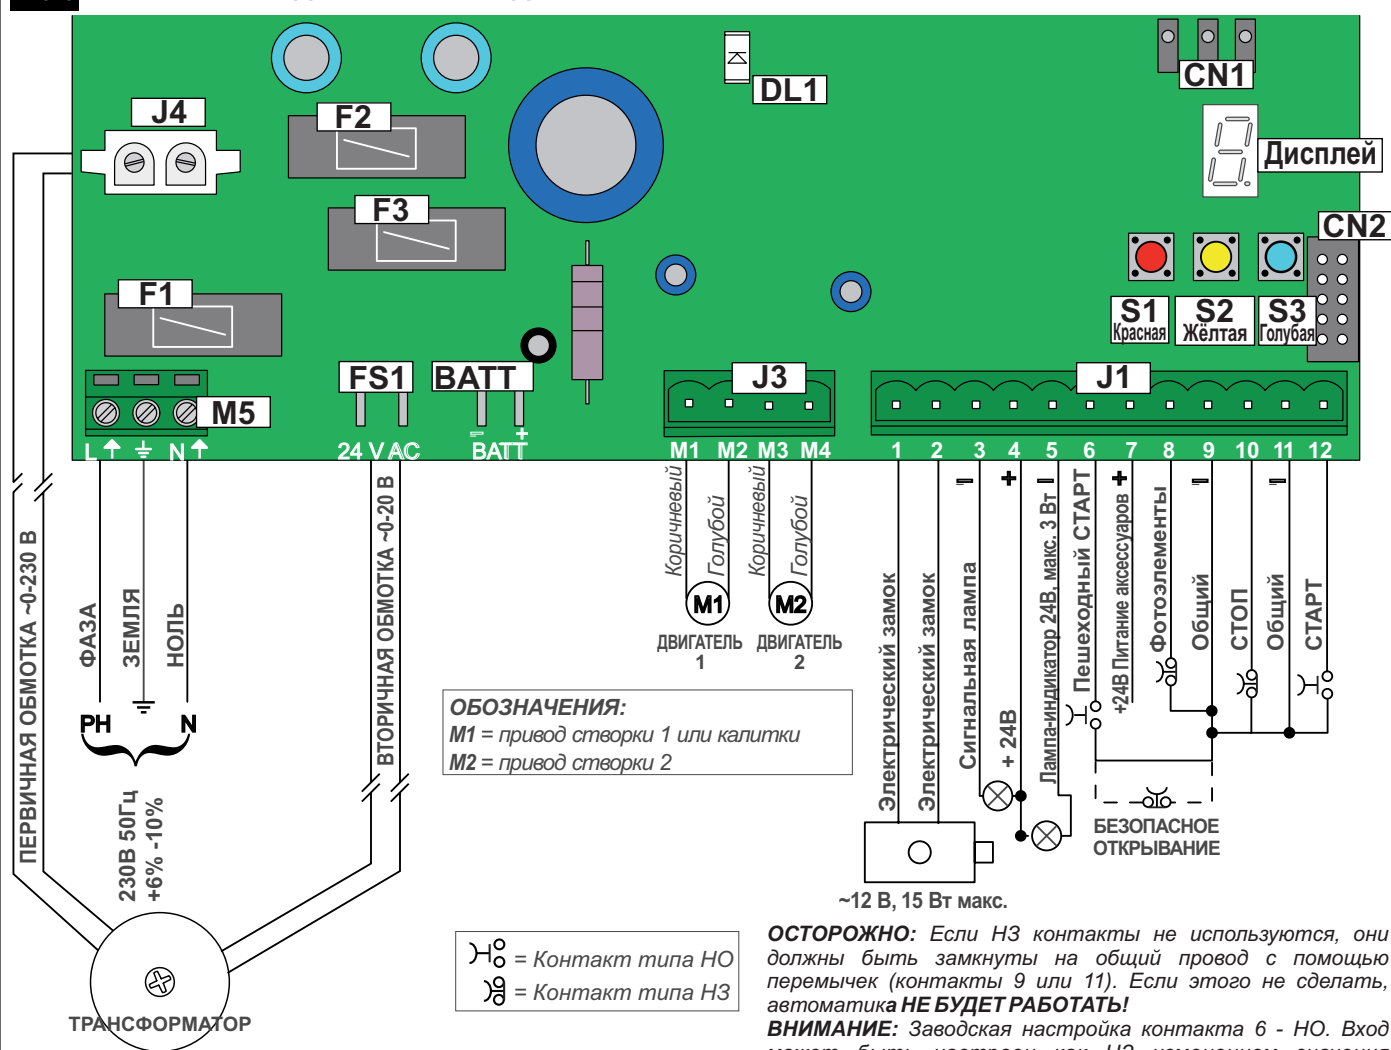 CN1
DL1
J4
F2
Дисплей
F3
CN2
F1
S1
Красная
S2
Жёлтая
S3
Голубая
FS1
BATT
J3
J1
M5
L N
24 V AC
- +
BATT
M1 M2 M3 M4
1 2 3 4 5 6 7 8 9 10 11 12
ПЕРВИЧНАЯ ОБМОТКА ~0-230 В
ФАЗА
ЗЕМЛЯ
НОЛЬ
PH N
230В 50Гц
+6% -10%
ВТОРИЧНАЯ ОБМОТКА ~0-20 В
Коричневый
Голубой
Коричневый
Голубой
M1
M2
ДВИГАТЕЛЬ
1
ДВИГАТЕЛЬ
2
Электрический замок
Электрический замок
Сигнальная лампа
-
+
+ 24В
-
Лампа-индикатор 24В, макс. 3 Вт
Пешеходный СТАРТ
+
+24В Питание аксессуаров
Фотоэлементы
-
Общий
СТОП
-
Общий
СТАРТ
БЕЗОПАСНОЕ
ОТКРЫВАНИЕ
~12 В, 15 Вт макс.
ОБОЗНАЧЕНИЯ:
М1 = привод створки 1 или калитки
М2 = привод створки 2
= Контакт типа НО
= Контакт типа НЗ
ТРАНСФОРМАТОР
ОСТОРОЖНО: Если НЗ контакты не используются, они
должны быть замкнуты на общий провод с помощью
перемычек (контакты 9 или 11). Если этого не сделать,
автоматика НЕ БУДЕТ РАБОТАТЬ!
ВНИМАНИЕ: Заводская настройка контакта 6 - НО. Вход